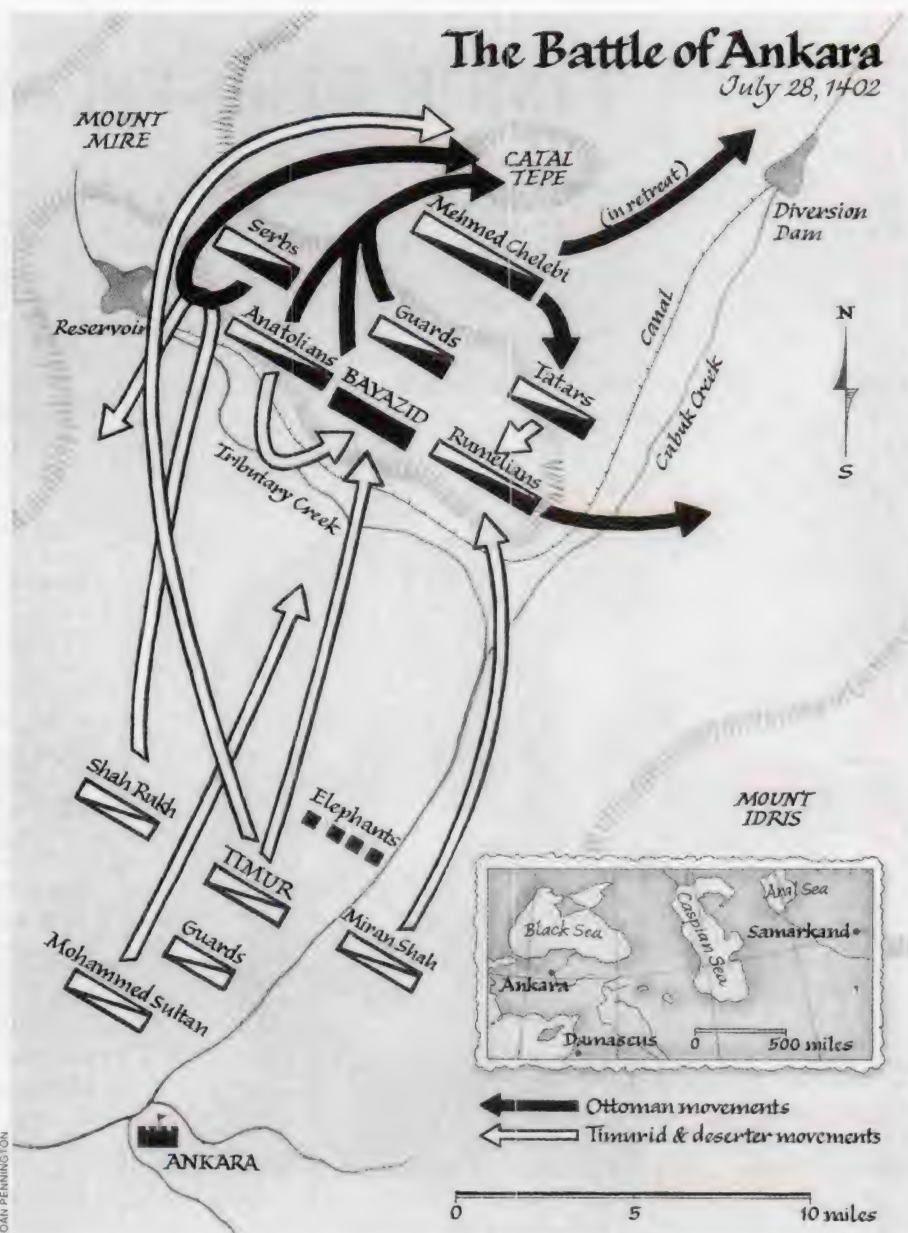 The Battle of Ankara
July 28, 1402
MOUNT
MIRE
CATAL
TEPE
(in retreat)
Diversion
Dam
Serbs
Mehmed Chelebi
Reservoir
Anatolians
Guards
Canal
N
BAYAZID
Tatars
Cubuk Creek
Tributary Creek
Rumelians
S
Shah Rukh
Elephants
MOUNT
IDRIS
TIMUR
Miran Shah
Guards
Mohammed Sultan
Black Sea
Caspian Sea
Aral Sea
Samarkand
Ankara
Damascus
0 500 miles
Ottoman movements
Timurid & deserter movements
ANKARA
0 5 10 miles
OAN PENNINGTON